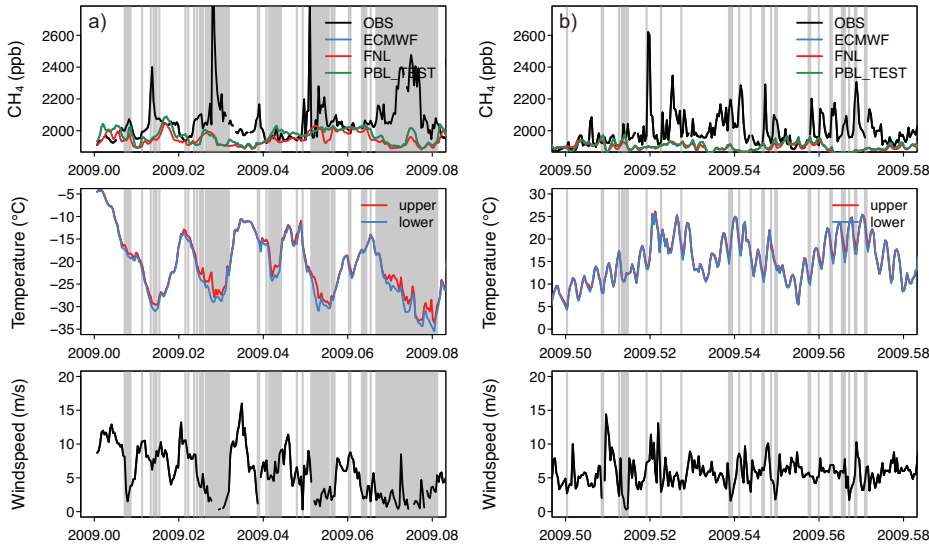 a)
CH₄ (ppb)
2600
2400
2200
2000
OBS
ECMWF
FNL
PBL_TEST
2009.00 2009.02 2009.04 2009.06 2009.08
Temperature (°C)
−5
−10
−15
−20
−25
−30
−35
upper
lower
2009.00 2009.02 2009.04 2009.06 2009.08
Windspeed (m/s)
20
15
10
5
0
2009.00 2009.02 2009.04 2009.06 2009.08
b)
CH₄ (ppb)
2600
2400
2200
2000
OBS
ECMWF
FNL
PBL_TEST
2009.50 2009.52 2009.54 2009.56 2009.58
Temperature (°C)
30
25
20
15
10
5
0
upper
lower
2009.50 2009.52 2009.54 2009.56 2009.58
Windspeed (m/s)
20
15
10
5
0
2009.50 2009.52 2009.54 2009.56 2009.58